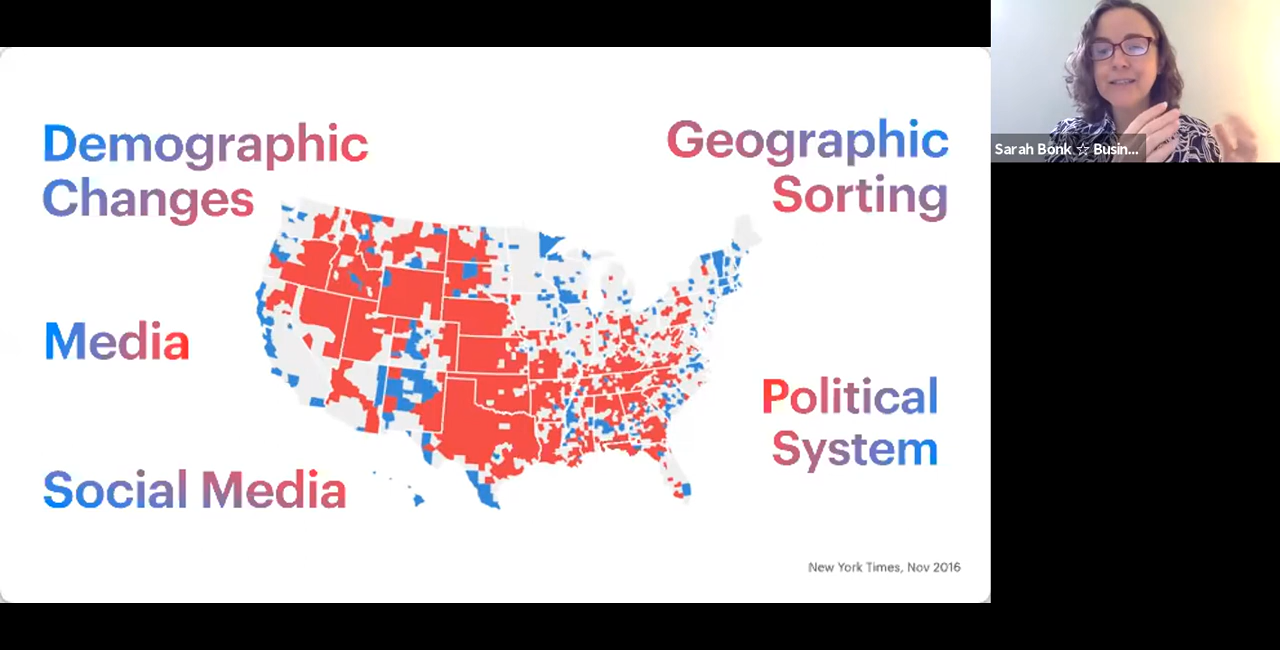 Demographic
Changes
Geographic
Sorting
Media
Political
System
Social Media
New York Times, Nov 2016
Sarah Bonk ☆ Busin...